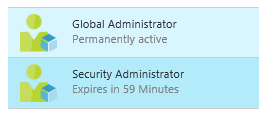 Global Administrator
Permanently active
Security Administrator
Expires in 59 Minutes